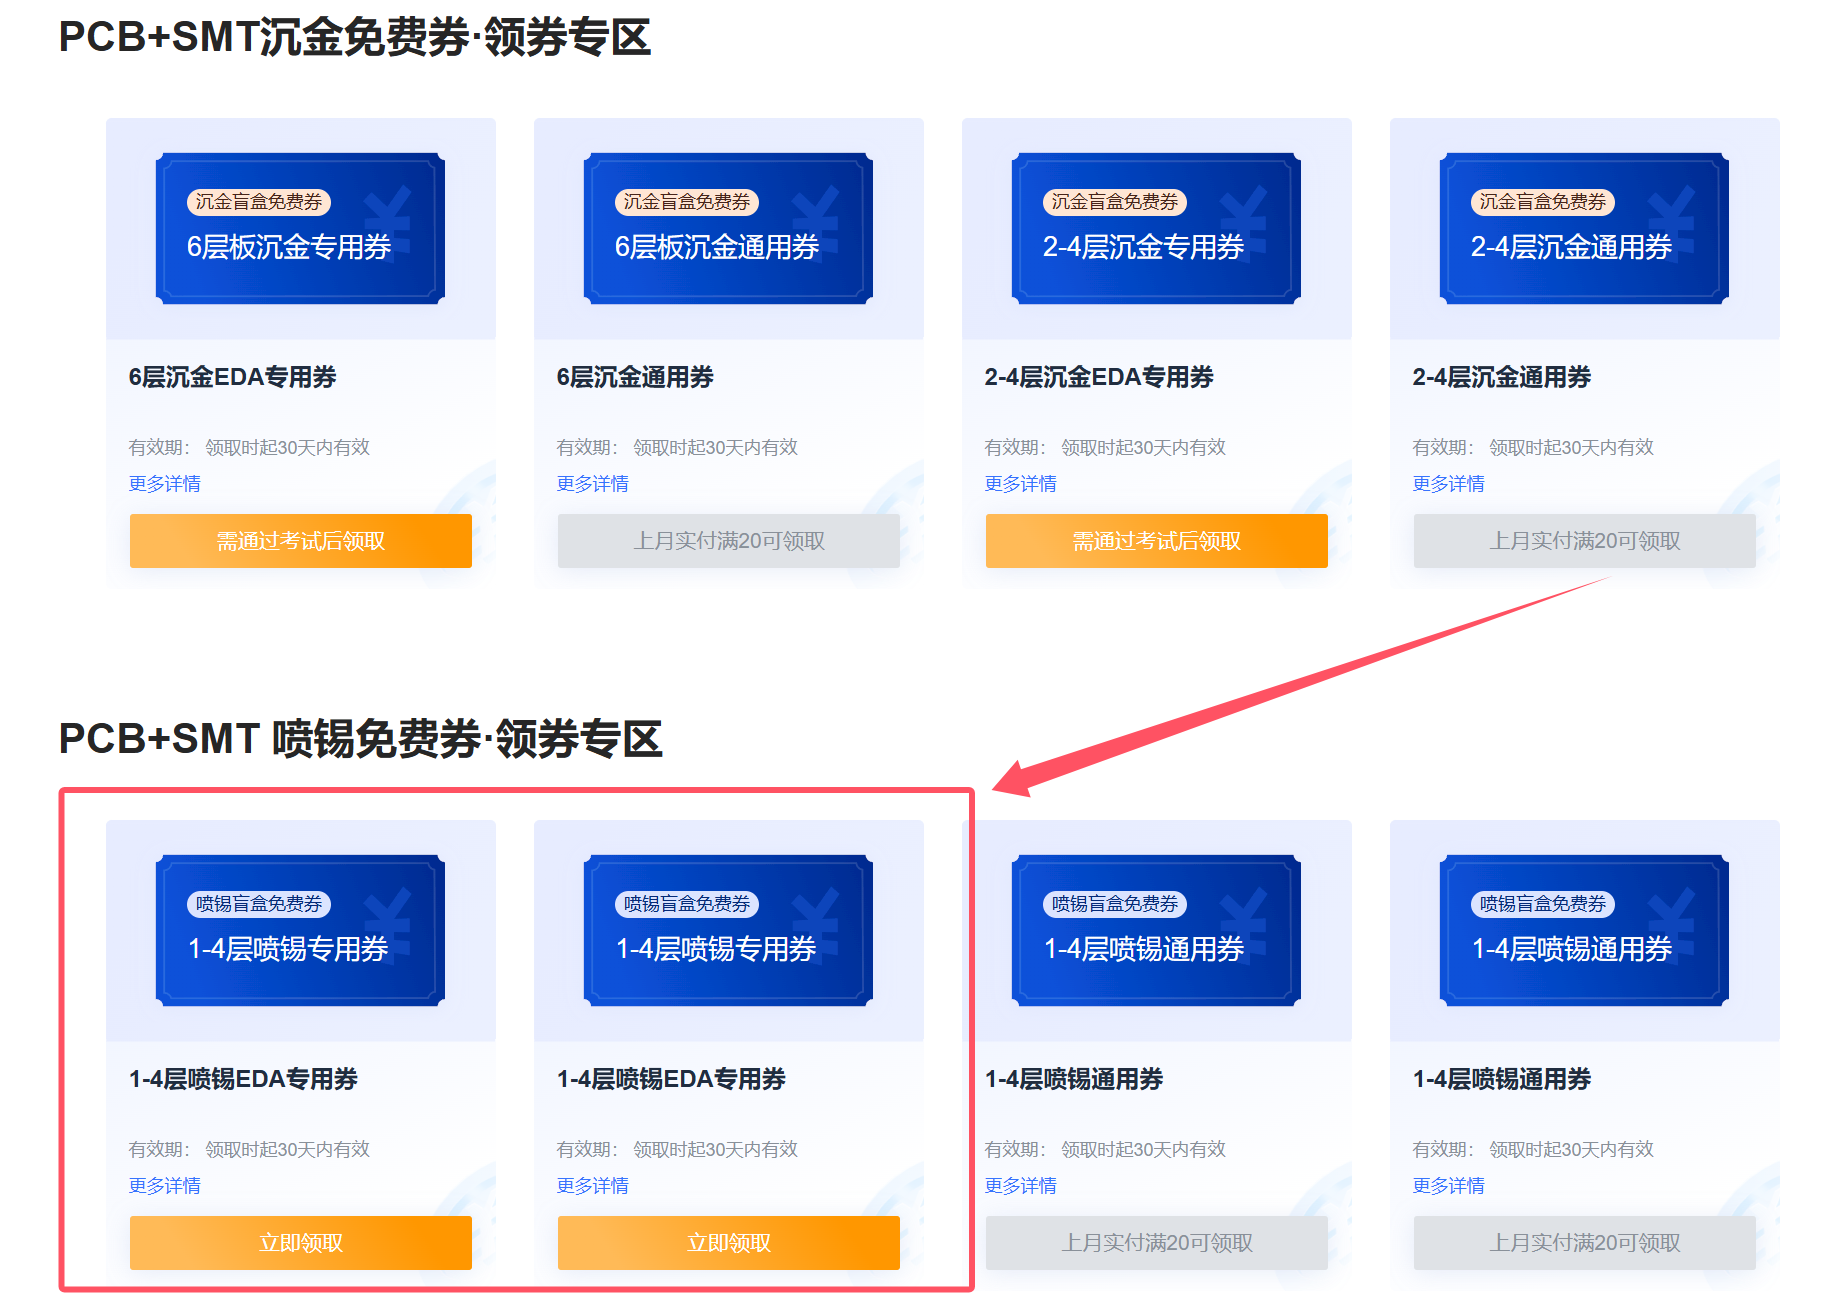 PCB+SMT沉金免费券·领券专区
沉金盲盒免费券
6层板沉金专用券
6层沉金EDA专用券
有效期： 领取时起30天内有效
更多详情
需通过考试后领取
沉金盲盒免费券
6层板沉金通用券
6层沉金通用券
有效期： 领取时起30天内有效
更多详情
上月实付满20可领取
沉金盲盒免费券
2-4层沉金专用券
2-4层沉金EDA专用券
有效期： 领取时起30天内有效
更多详情
需通过考试后领取
沉金盲盒免费券
2-4层沉金通用券
2-4层沉金通用券
有效期： 领取时起30天内有效
更多详情
上月实付满20可领取
PCB+SMT 喷锡免费券·领券专区
喷锡盲盒免费券
1-4层喷锡专用券
1-4层喷锡EDA专用券
有效期： 领取时起30天内有效
更多详情
立即领取
喷锡盲盒免费券
1-4层喷锡专用券
1-4层喷锡EDA专用券
有效期： 领取时起30天内有效
更多详情
立即领取
喷锡盲盒免费券
1-4层喷锡通用券
1-4层喷锡通用券
有效期： 领取时起30天内有效
更多详情
上月实付满20可领取
喷锡盲盒免费券
1-4层喷锡通用券
1-4层喷锡通用券
有效期： 领取时起30天内有效
更多详情
上月实付满20可领取